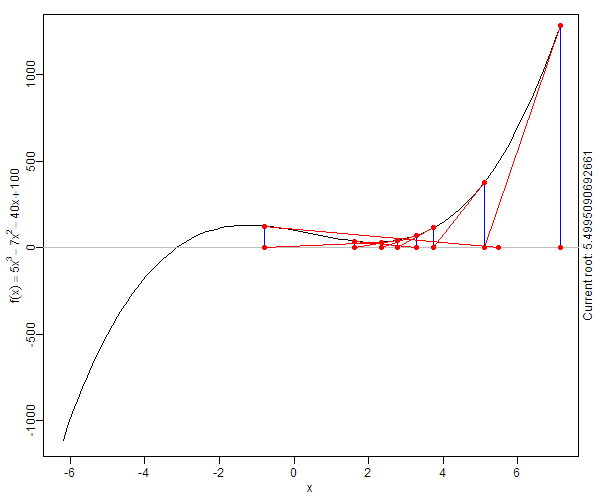 1000
500
0
-500
-1000
f(x) = 5x³ − 7x² − 40x + 100
-6 -4 -2 0 2 4 6
x
Current root: 5.4995090692661